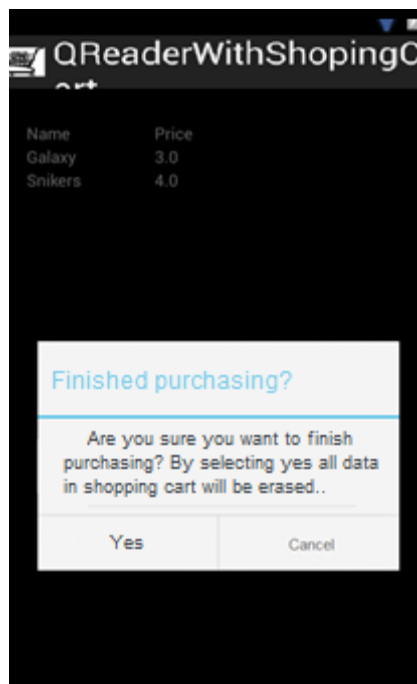 QReaderWithShopingC
art
Name Price
Galaxy 3.0
Snikers 4.0
Finished purchasing?
Are you sure you want to finish
purchasing? By selecting yes all data
in shopping cart will be erased..
Yes Cancel